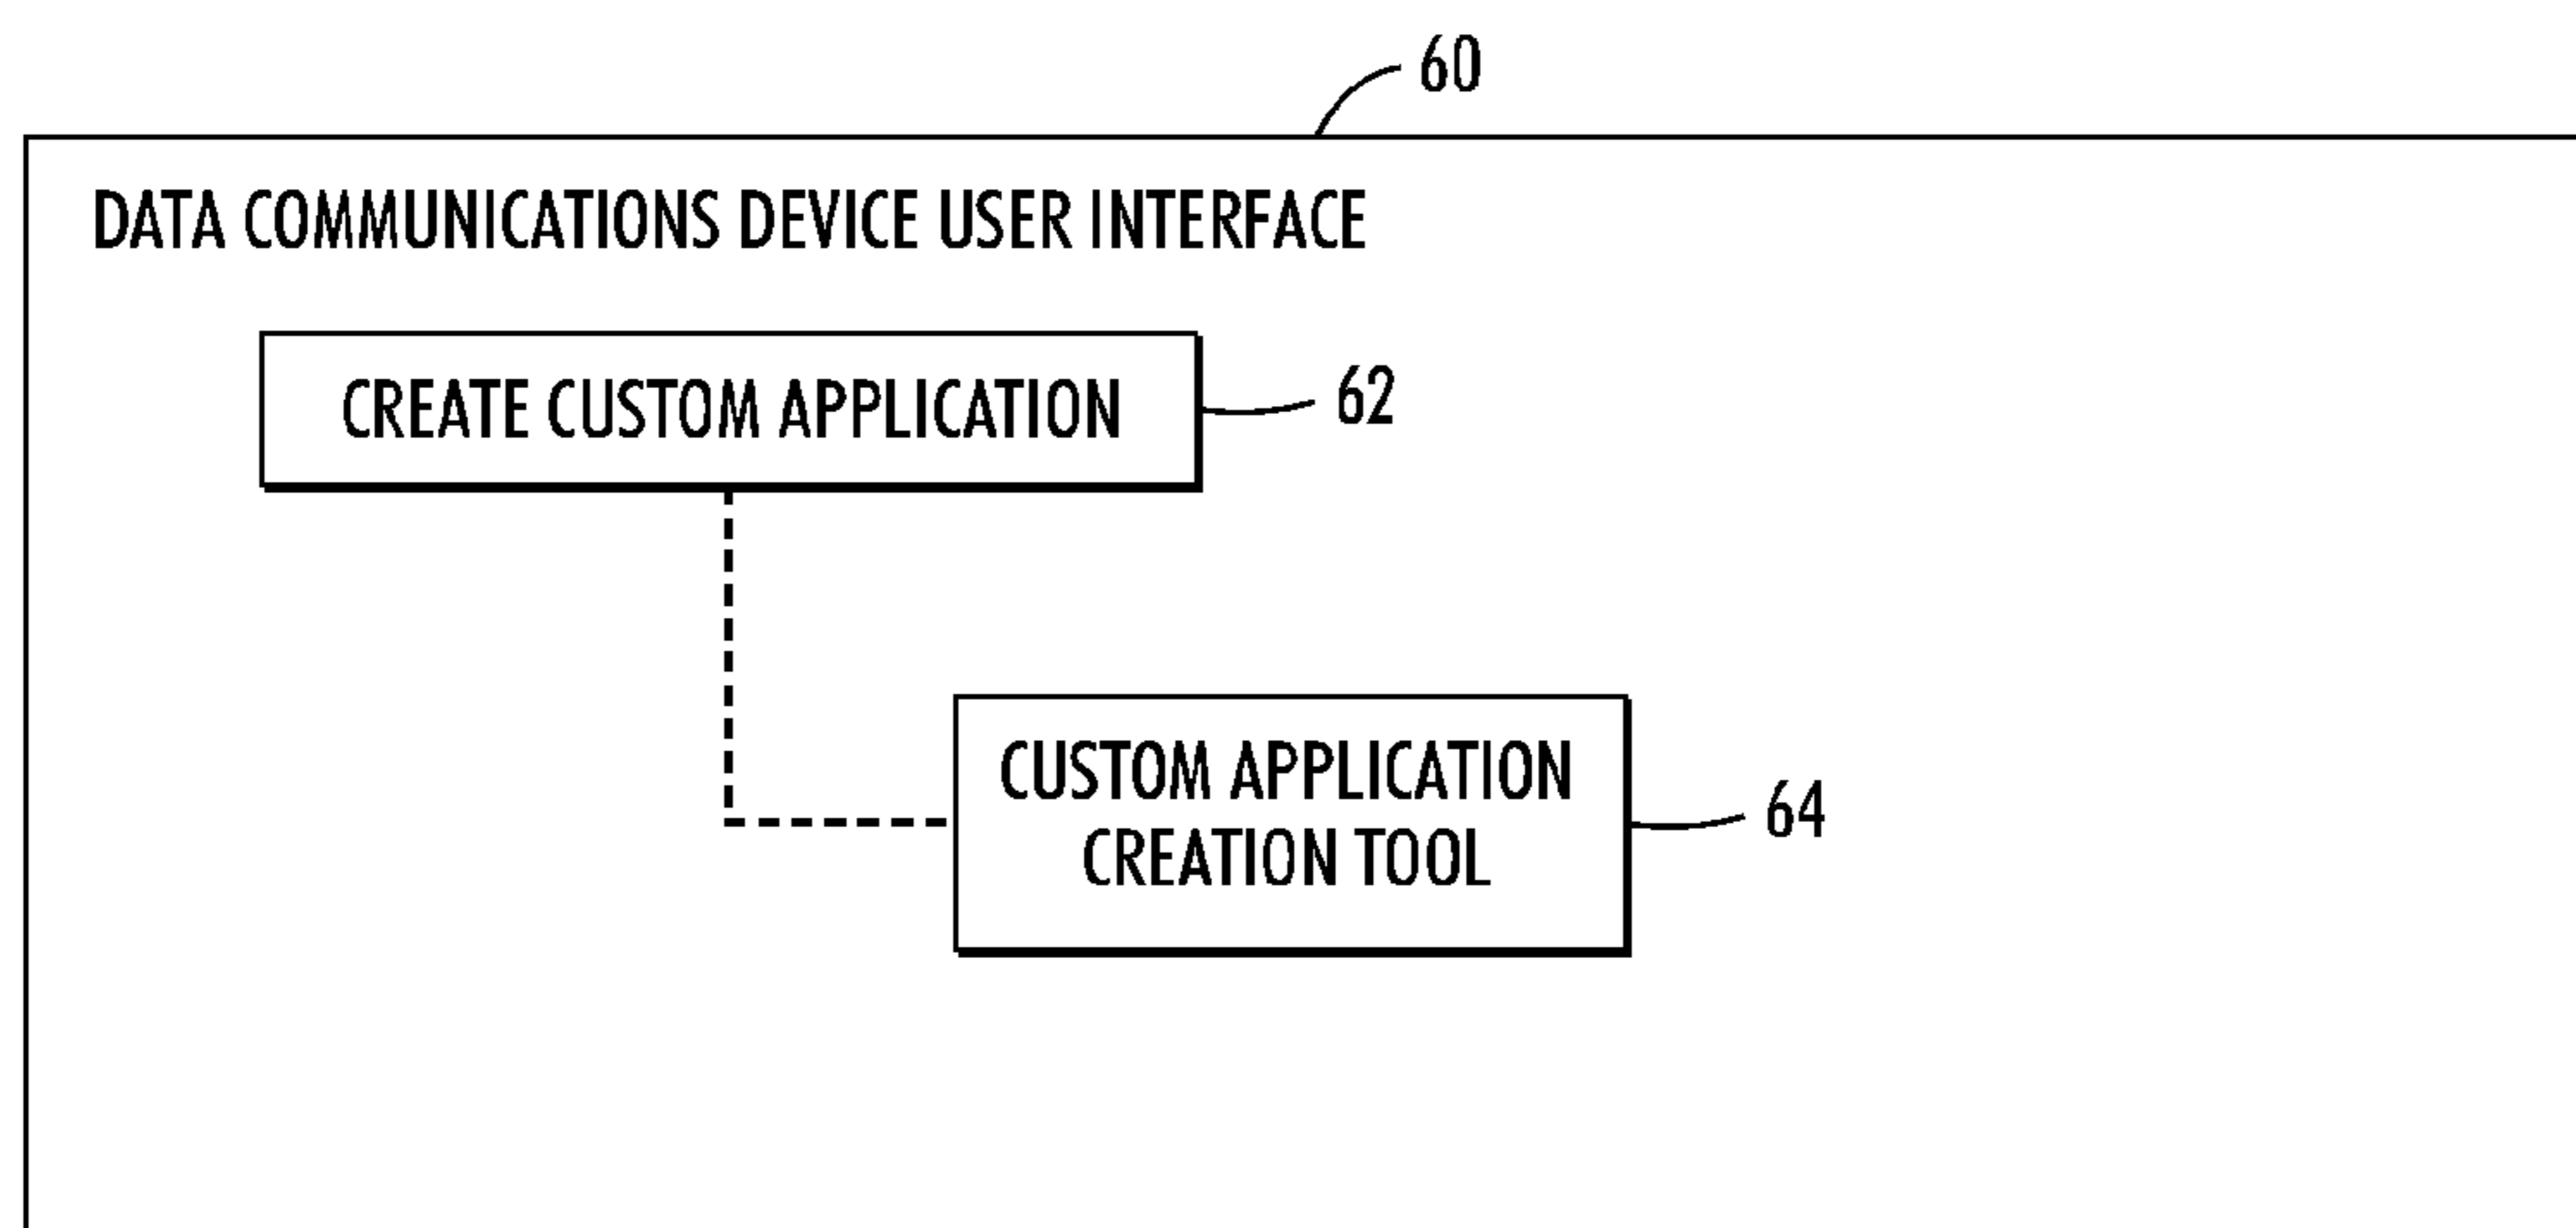 60
DATA COMMUNICATIONS DEVICE USER INTERFACE
CREATE CUSTOM APPLICATION
62
CUSTOM APPLICATION
CREATION TOOL
64